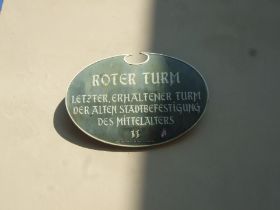 ROTER TURM
LETZTER, ERHALTENER TURM
DER ALTEN STADTBEFESTIGUNG
DES MITTELALTERS